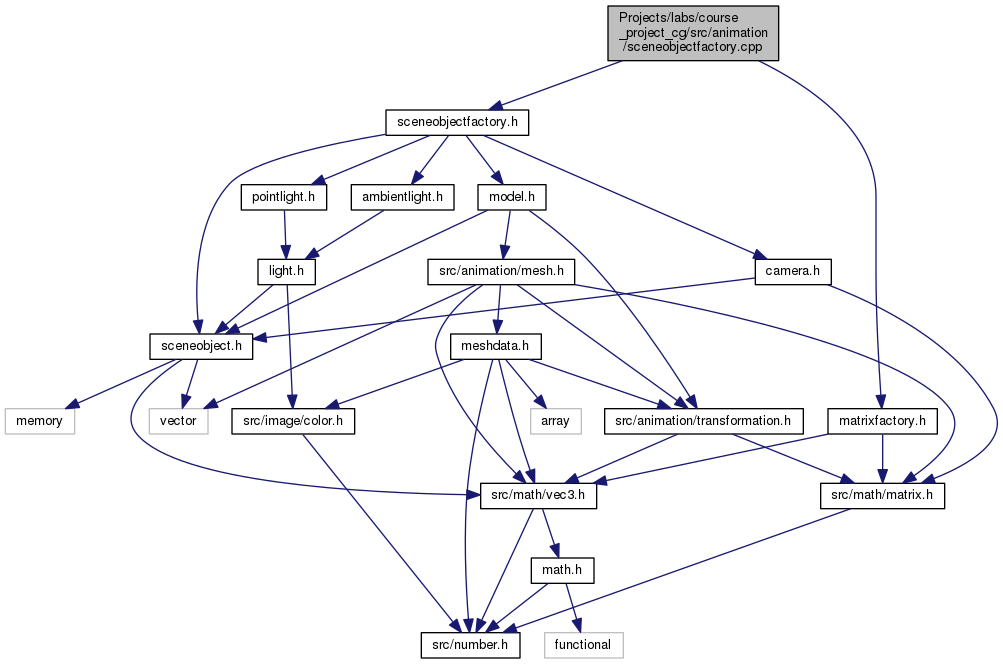 Projects/labs/course
_project_cg/src/animation
/sceneobjectfactory.cpp
sceneobjectfactory.h
pointlight.h
ambientlight.h
model.h
light.h
src/animation/mesh.h
camera.h
sceneobject.h
meshdata.h
memory
vector
src/image/color.h
array
src/animation/transformation.h
matrixfactory.h
src/math/vec3.h
src/math/matrix.h
math.h
src/number.h
functional